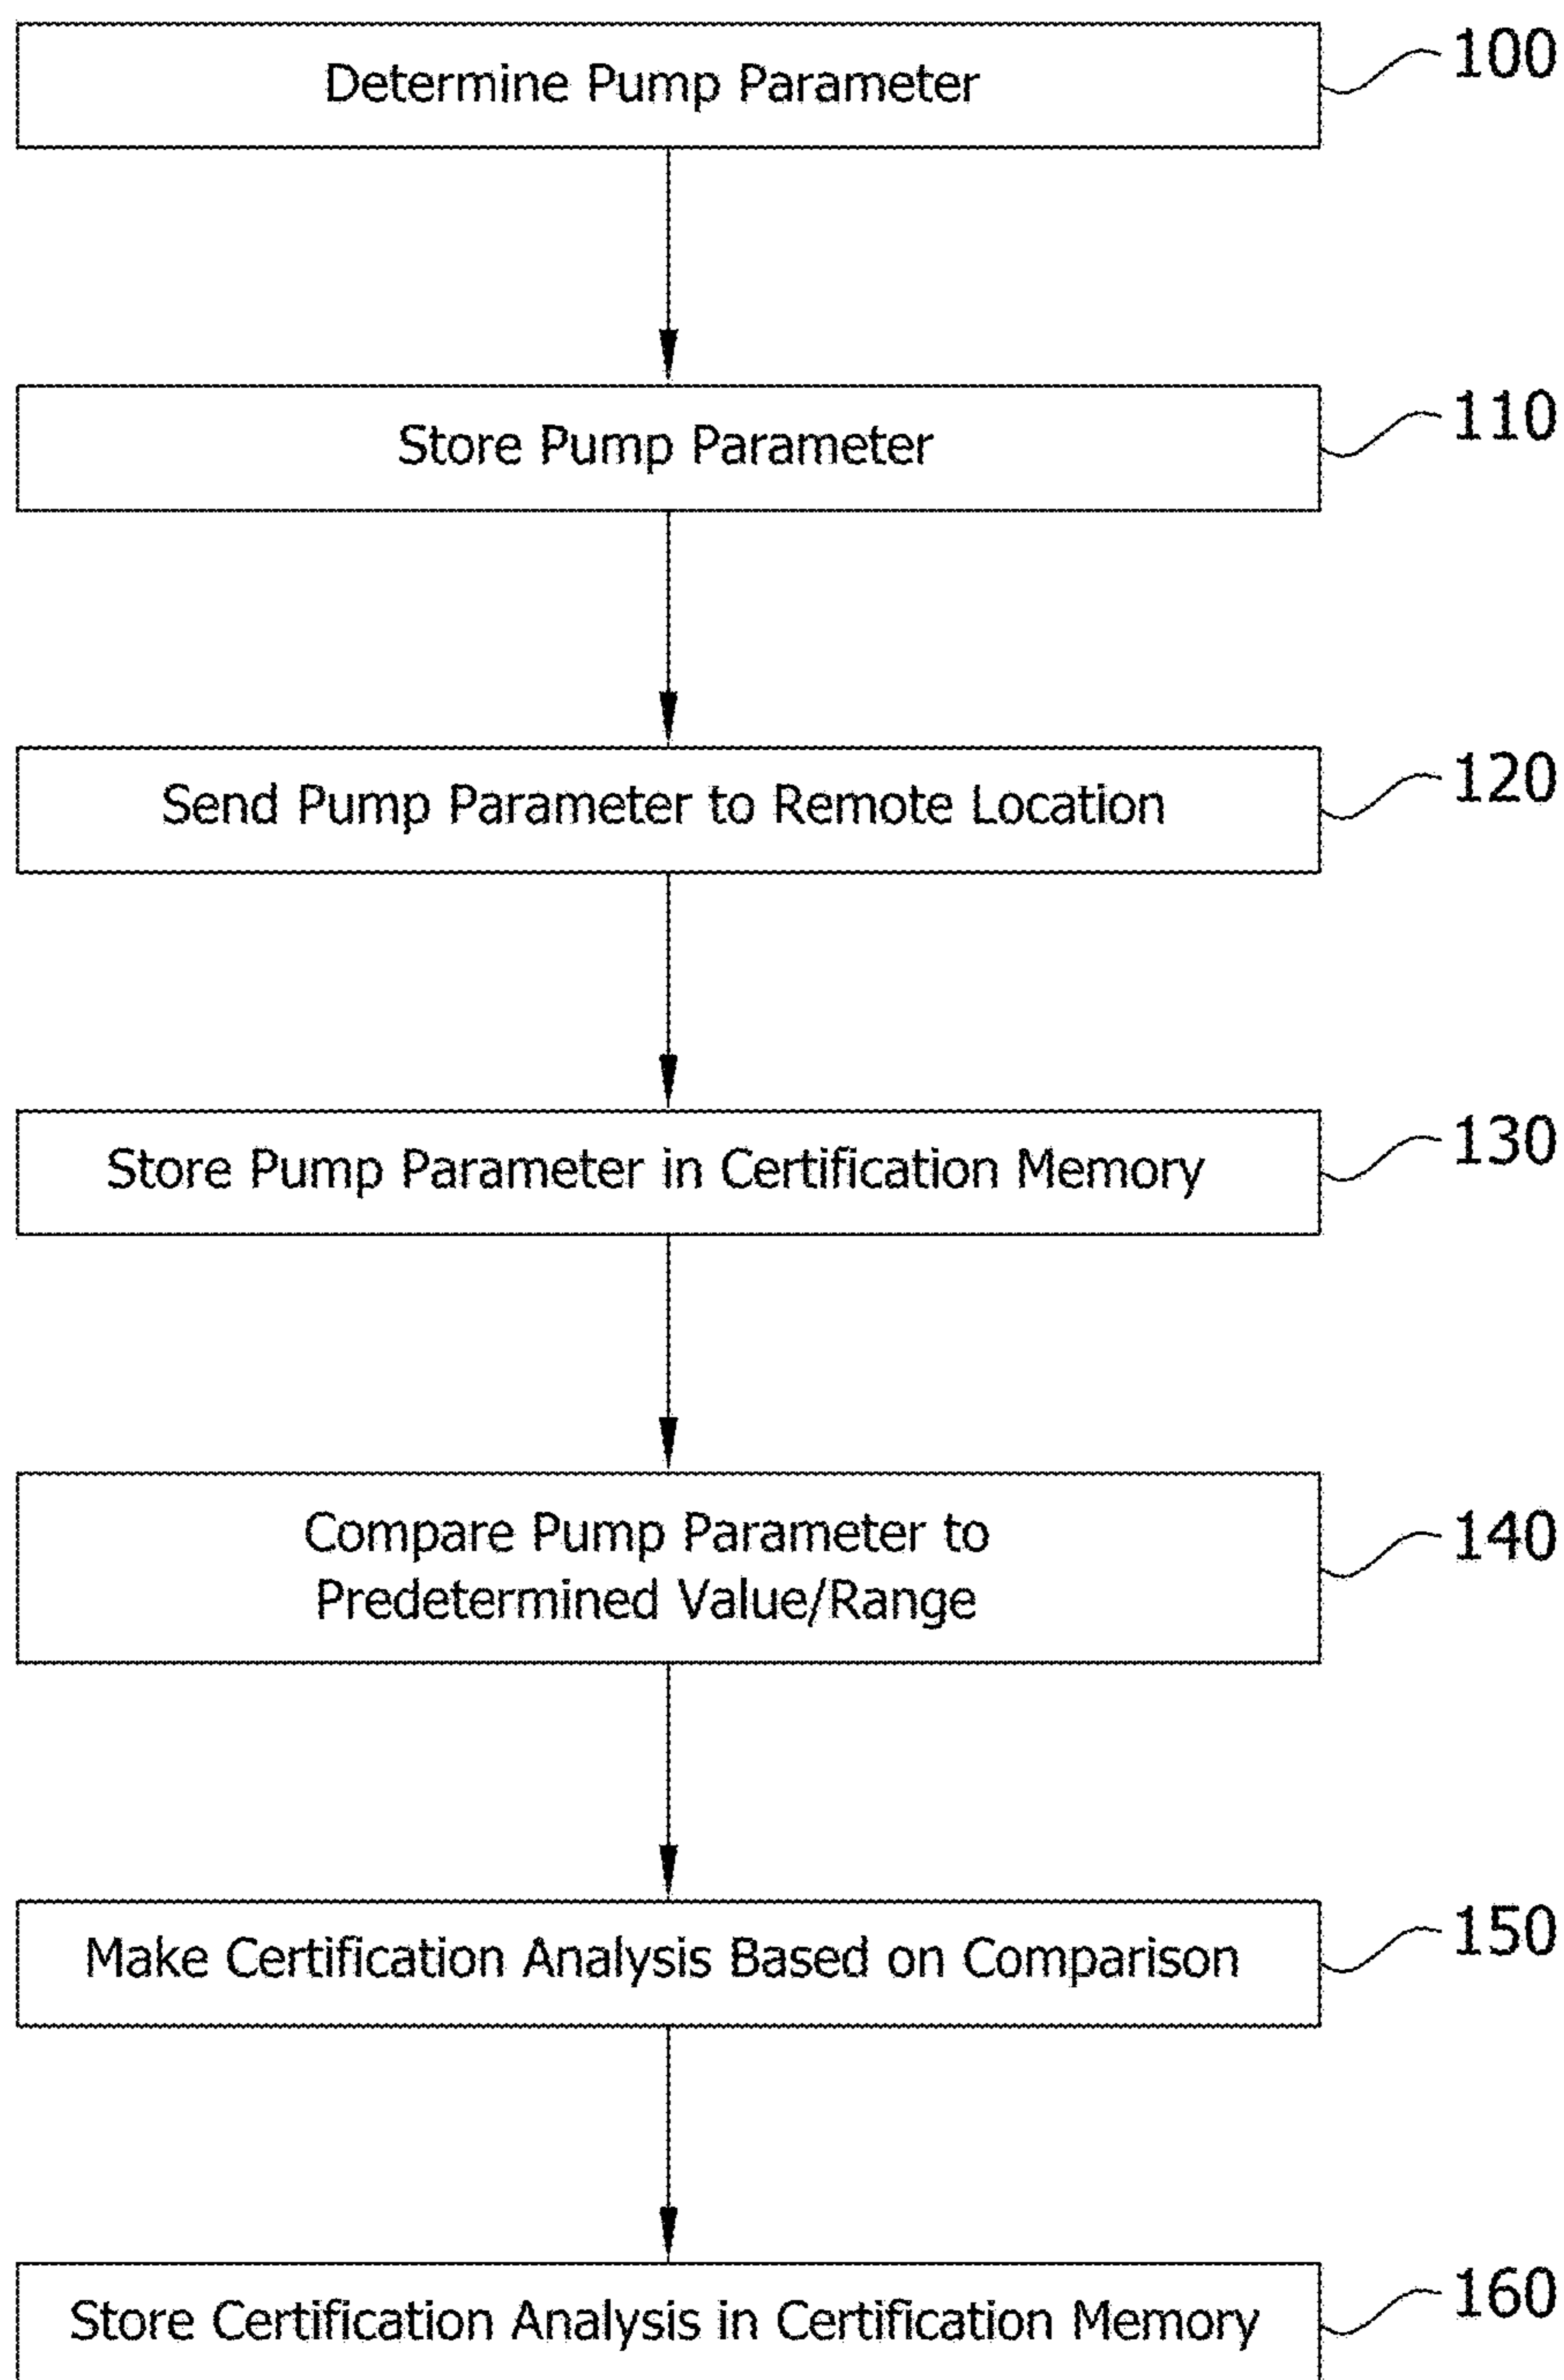 Determine Pump Parameter
100
Store Pump Parameter
110
Send Pump Parameter to Remote Location
120
Store Pump Parameter in Certification Memory
130
Compare Pump Parameter to
Predetermined Value/Range
140
Make Certification Analysis Based on Comparison
150
Store Certification Analysis in Certification Memory
160